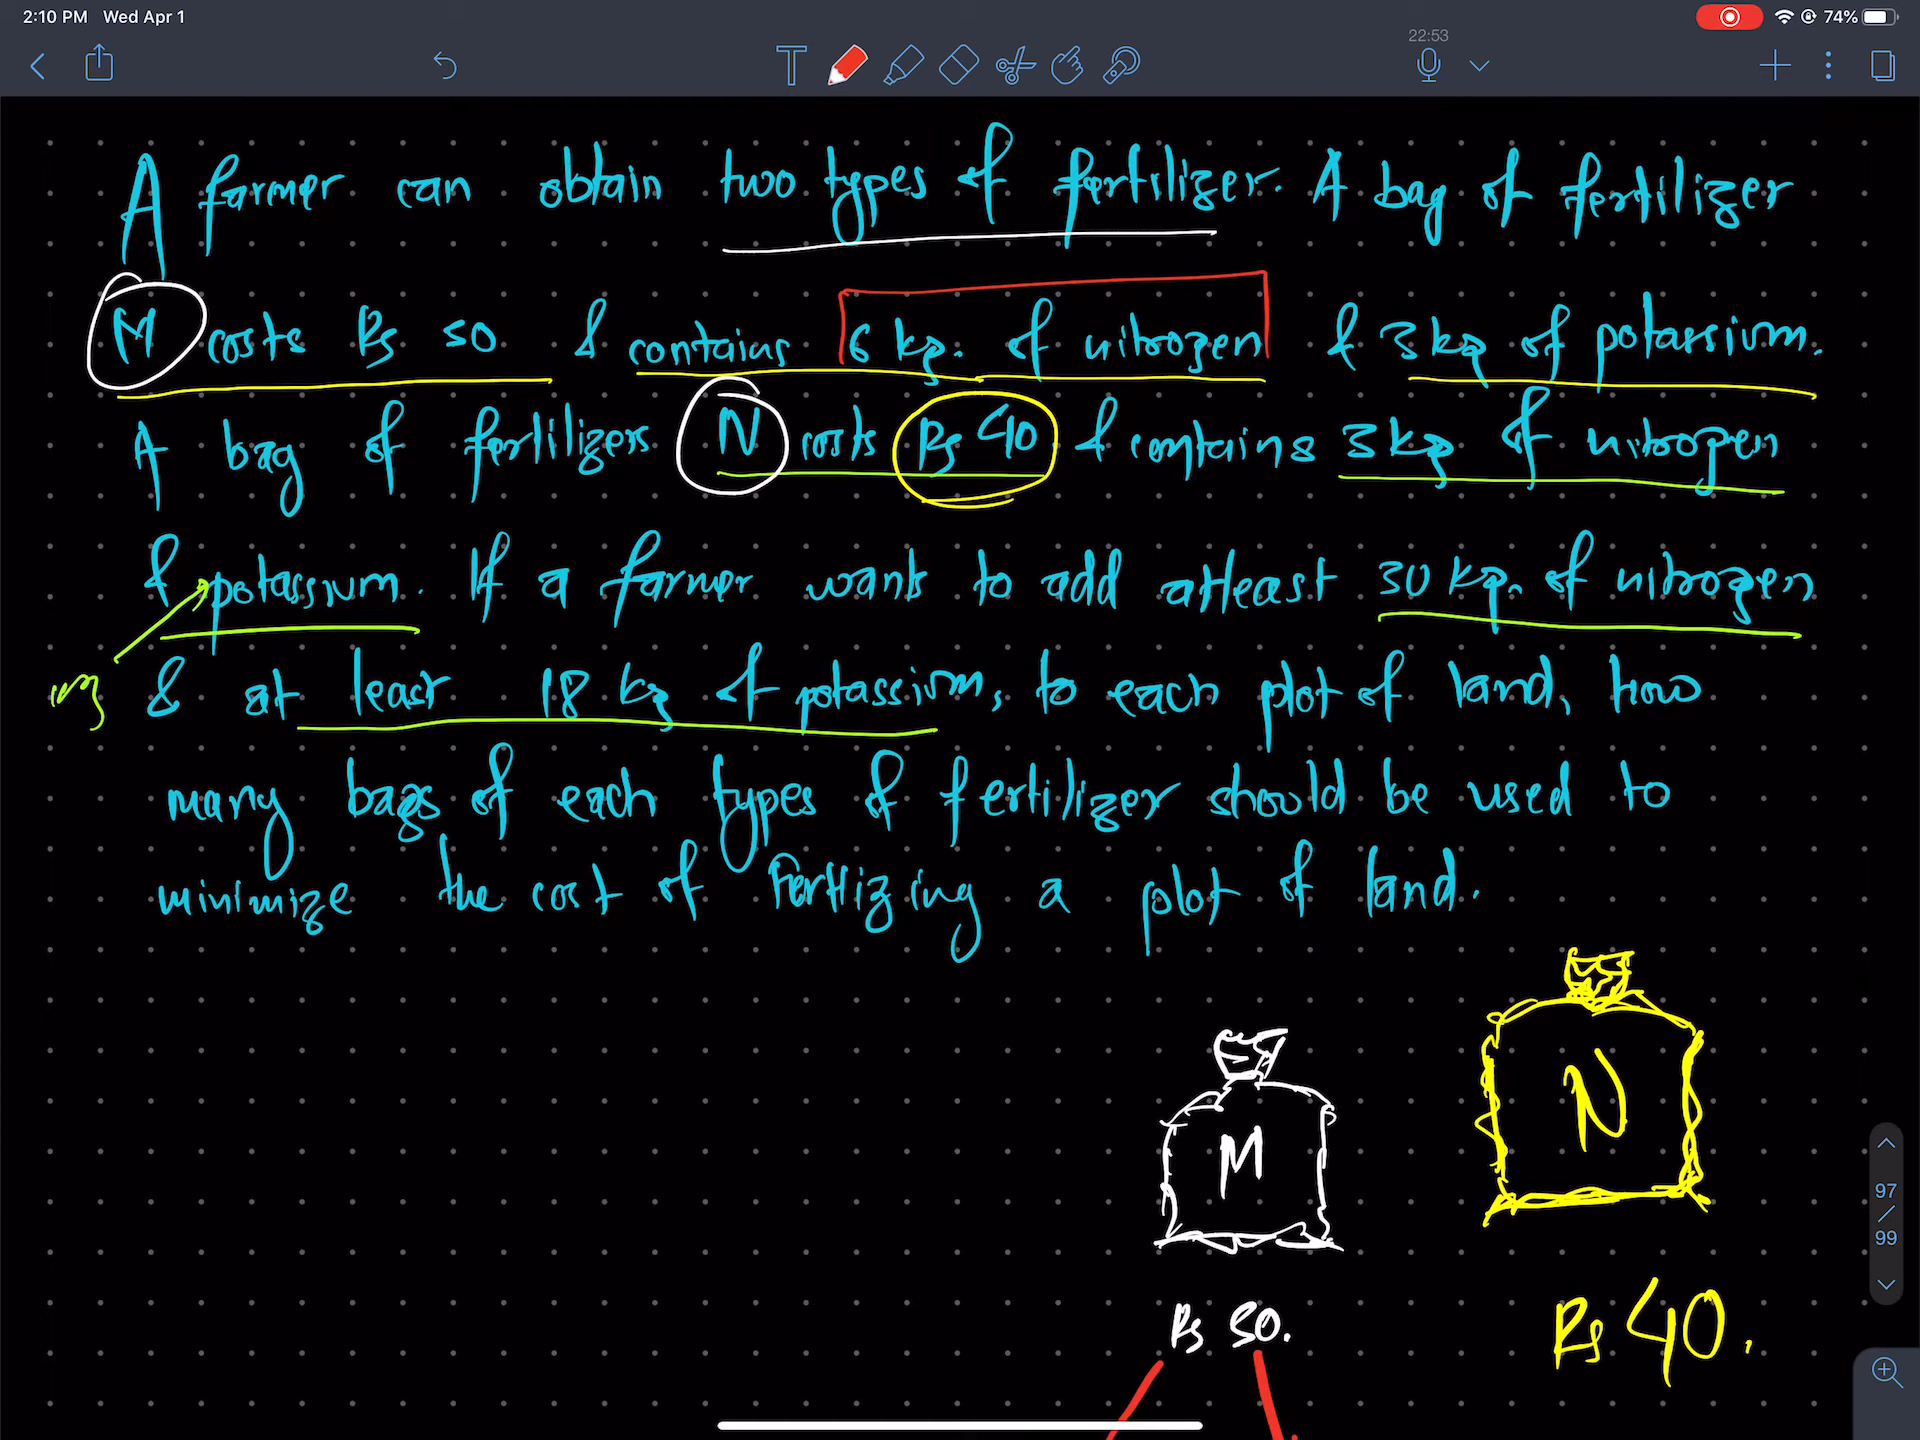 2:10 PM Wed Apr 1
74%
22:53
A farmer can obtain two types of fertilizer. A bag of fertilizer
M costs Rs 50 & contains 6 kg. of nitrogen & 3 kg of potassium.
A bag of fertilizers N costs Rs 40 & contains 3 kg of nitrogen
& potassium. If a farmer wants to add atleast 30 kg. of nitrogen
& at least 18 kg of potassium, to each plot of land, how
many bags of each types of fertilizer should be used to
minimize the cost of fertlizing a plot of land.
M
N
Rs 50.
Rs 40.
97
/
99